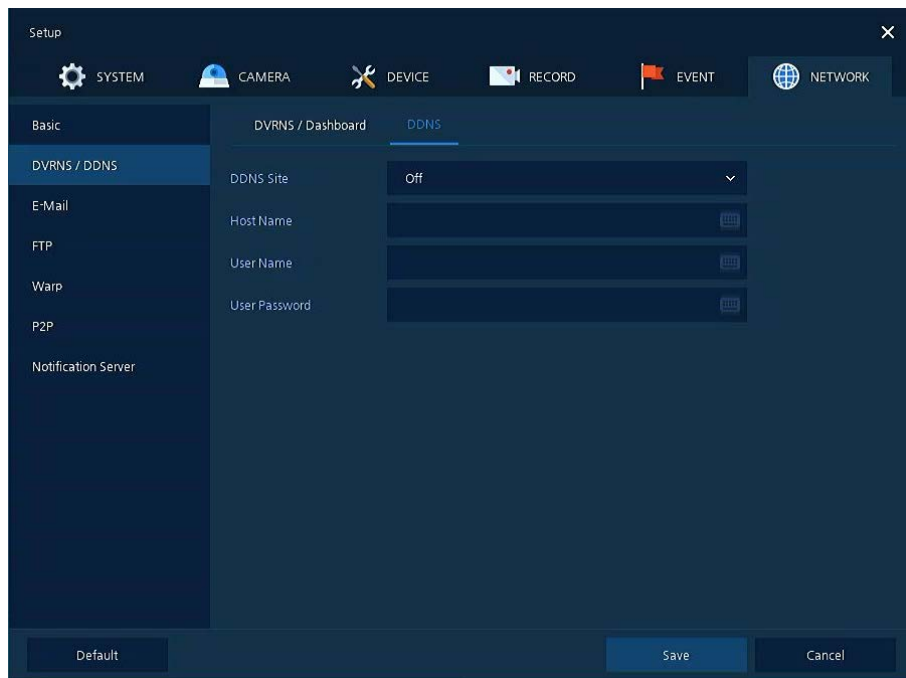 Setup
SYSTEM CAMERA DEVICE RECORD EVENT NETWORK
Basic
DVRNS / DDNS
E-Mail
FTP
Warp
P2P
Notification Server
DVRNS / Dashboard DDNS
DDNS Site Off
Host Name
User Name
User Password
Default Save Cancel